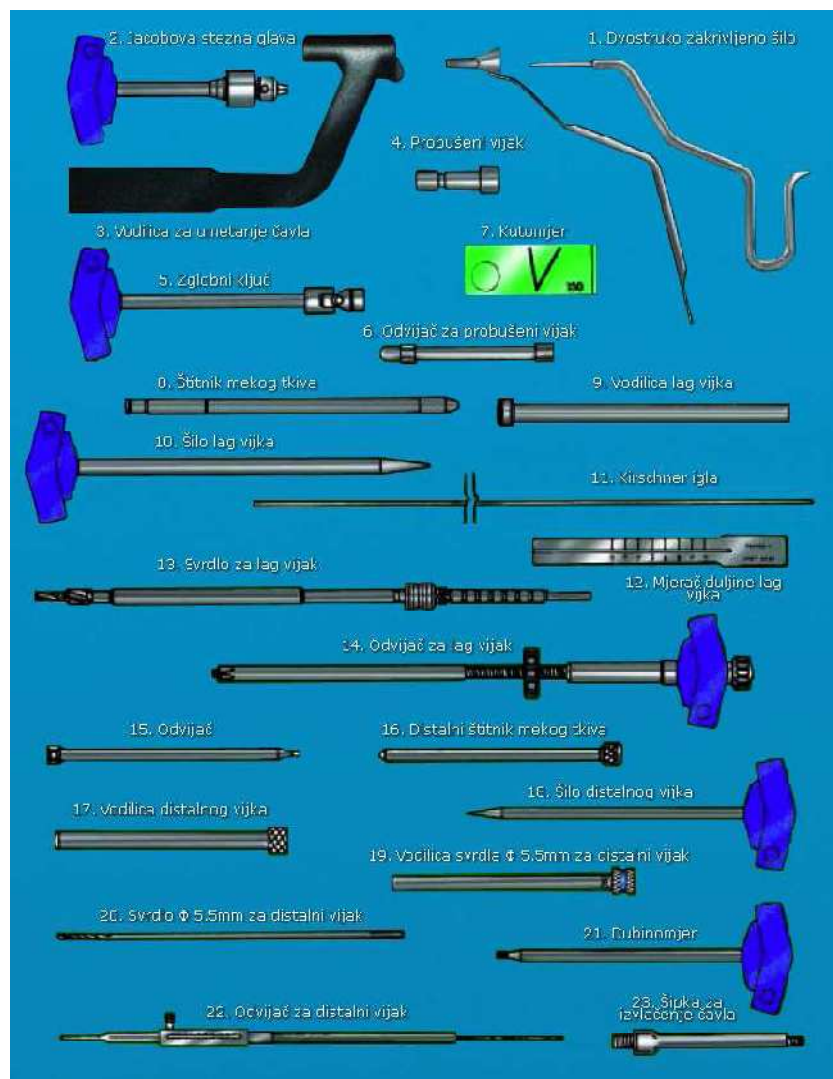 2. Jacobova stezna glava
1. Dvostruko zakrivljeno šilo
4. Probušeni vijak
3. Vodilica za umetanje čavla
7. Kutomjer
5. Zglobni ključ
6. Odvijač za probušeni vijak
8. Štitnik mekog tkiva
9. Vodilica lag vijka
10. Šilo lag vijka
11. Kirschner igla
13. Svrdlo za lag vijak
12. Mjerač duljine lag
vijka
14. Odvijač za lag vijak
15. Odvijač
16. Distalni štitnik mekog tkiva
17. Vodilica distalnog vijka
18. Šilo distalnog vijka
19. Vodilica svrdla Φ 5.5mm za distalni vijak
20. Svrdlo Φ 5.5mm za distalni vijak
21. Dubinomjer
22. Odvijač za distalni vijak
23. Šipka za
izvlačenje čavla